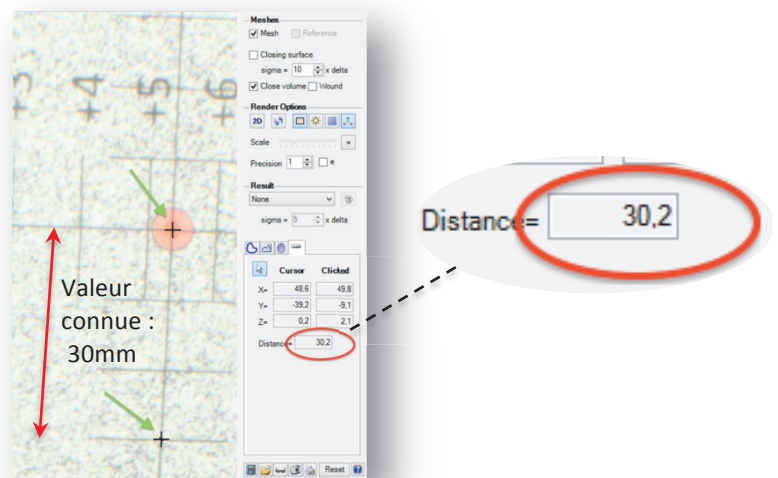 +3
+4
+5
+6
Valeur
connue :
30mm
Meshes
Mesh
Reference
Closing surface
sigma = 10 x delta
Close volume
Wound
Render Options
2D
Scale
Precision 1 e
Result
None
sigma = 5 x delta
Cursor Clicked
X= 48,6 49,8
Y= -39,2 -9,1
Z= 0,2 2,1
Distance= 30,2
Reset
Distance= 30,2